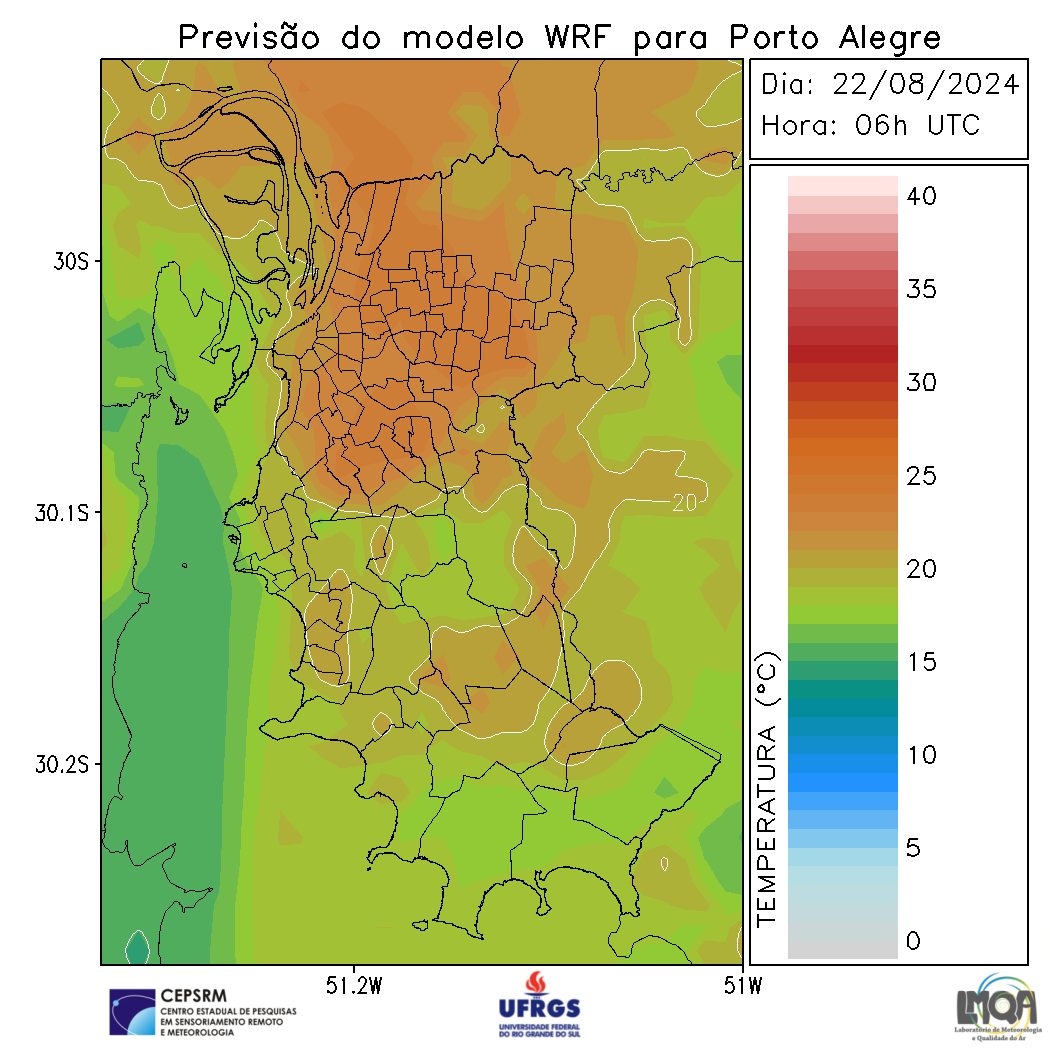 Previsão do modelo WRF para Porto Alegre
Dia: 22/08/2024
Hora: 06h UTC
40
35
30
25
20
15
10
5
0
TEMPERATURA (°C)
30S
30.1S
30.2S
20
51.2W
51W
CEPSRM
CENTRO ESTADUAL DE PESQUISAS
EM SENSORIAMENTO REMOTO
E METEOROLOGIA
UFRGS
UNIVERSIDADE FEDERAL
DO RIO GRANDE DO SUL
LMQA
Laboratório de Meteorologia
e Qualidade do Ar